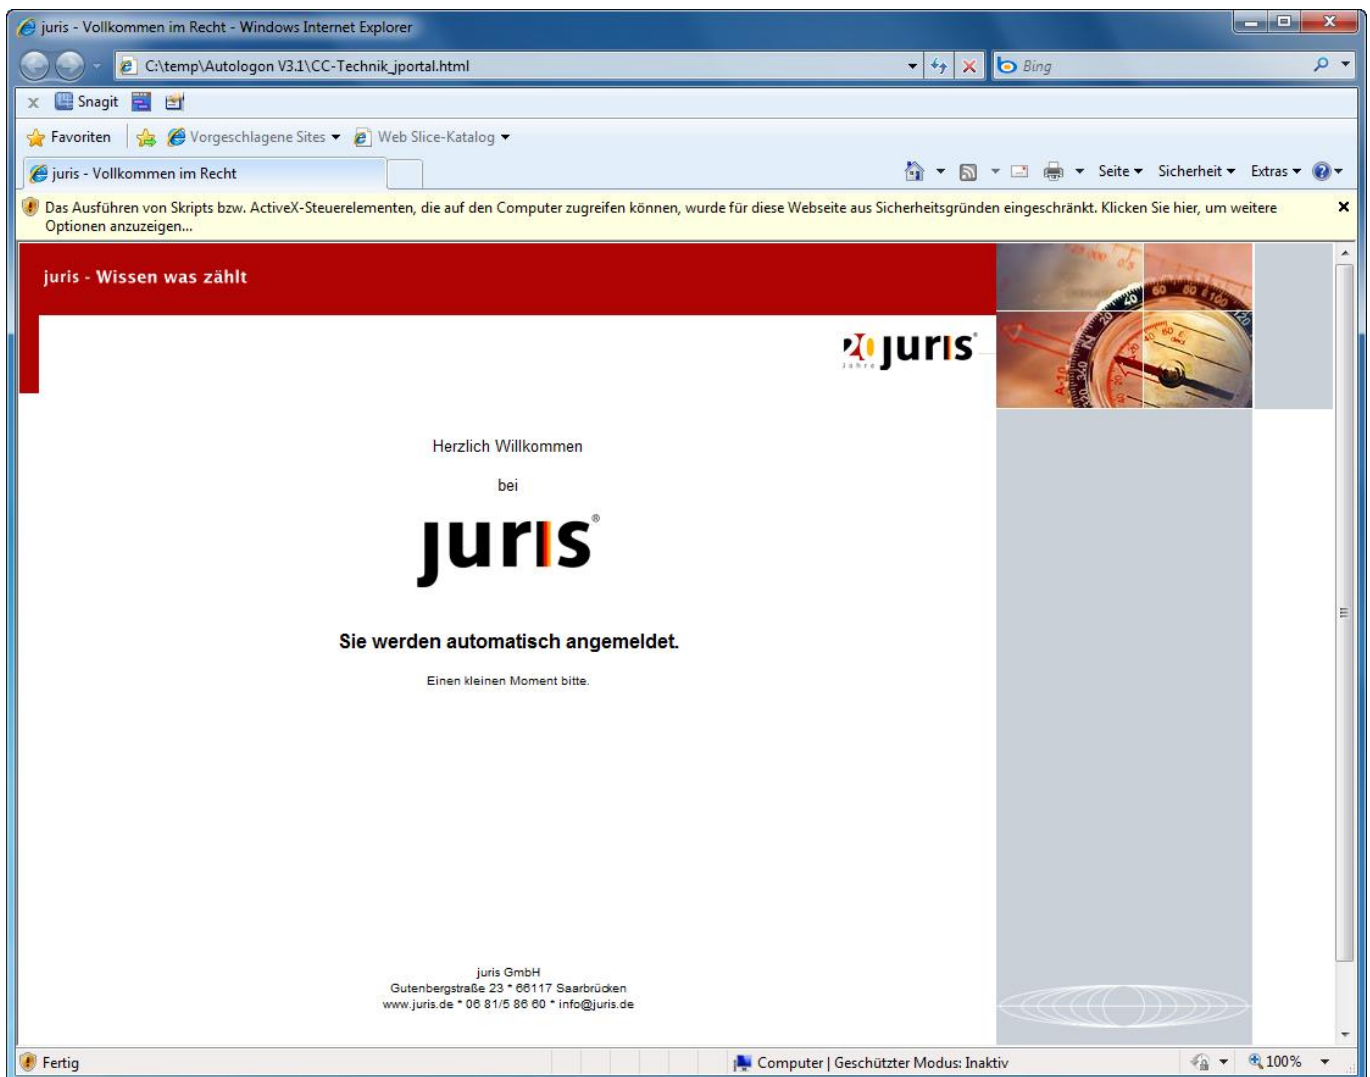 juris - Vollkommen im Recht - Windows Internet Explorer
C:\temp\Autologon V3.1\CC-Technik_jportal.html
Bing
x Snagit
Favoriten Vorgeschlagene Sites Web Slice-Katalog
juris - Vollkommen im Recht
Seite Sicherheit Extras
Das Ausführen von Skripts bzw. ActiveX-Steuerelementen, die auf den Computer zugreifen können, wurde für diese Webseite aus Sicherheitsgründen eingeschränkt. Klicken Sie hier, um weitere
Optionen anzuzeigen...
juris - Wissen was zählt
20 Jahre juris®
Herzlich Willkommen
bei
juris®
Sie werden automatisch angemeldet.
Einen kleinen Moment bitte.
juris GmbH
Gutenbergstraße 23 * 66117 Saarbrücken
www.juris.de * 06 81/5 86 60 * info@juris.de
Fertig
Computer | Geschützter Modus: Inaktiv
100%